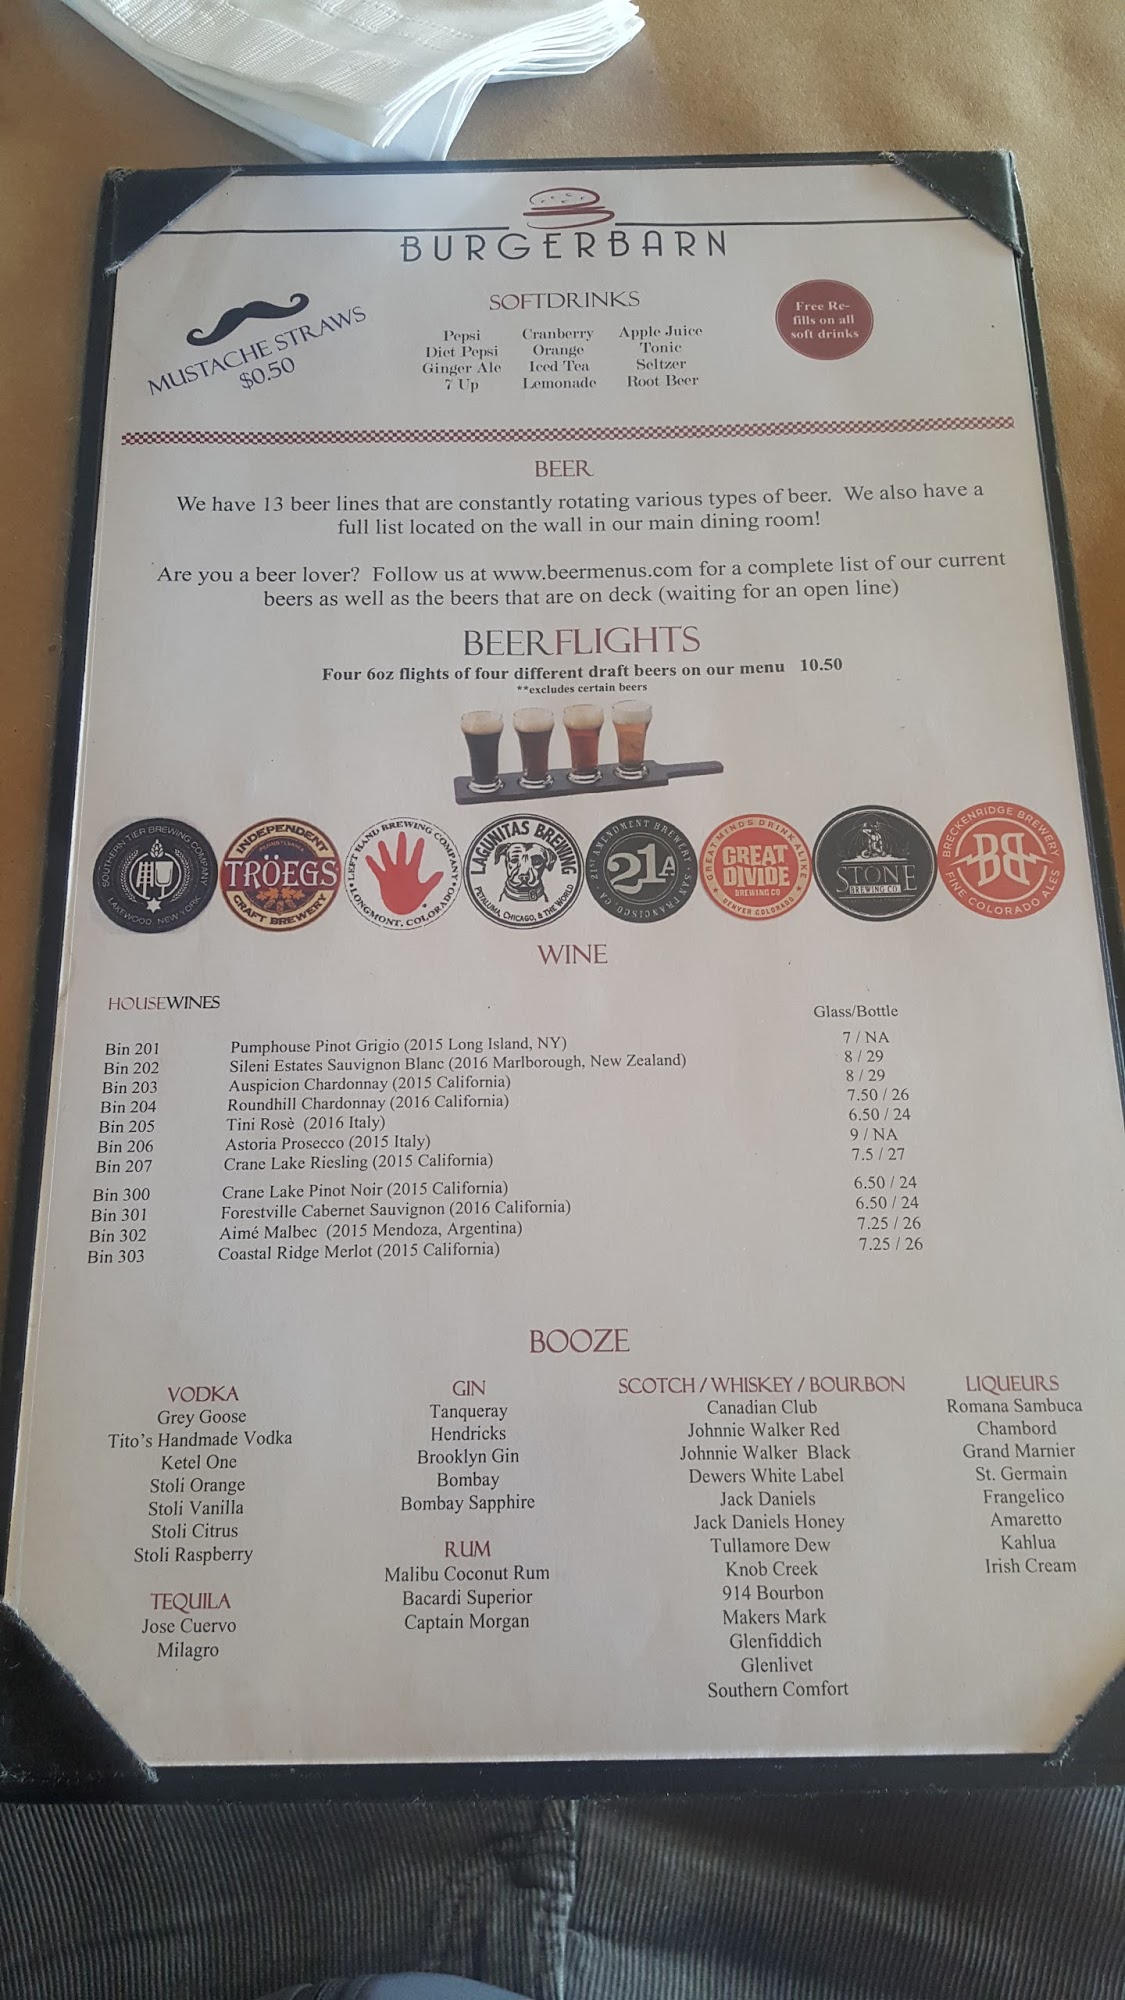 BURGERBARN
MUSTACHE STRAWS
$0.50
SOFTDRINKS
Pepsi Cranberry Apple Juice
Diet Pepsi Orange Tonic
Ginger Ale Iced Tea Seltzer
7 Up Lemonade Root Beer
Free Re-
fills on all
soft drinks
BEER
We have 13 beer lines that are constantly rotating various types of beer. We also have a
full list located on the wall in our main dining room!
Are you a beer lover? Follow us at www.beermenus.com for a complete list of our current
beers as well as the beers that are on deck (waiting for an open line)
BEERFLIGHTS
Four 6oz flights of four different draft beers on our menu 10.50
**excludes certain beers
SOUTHERN TIER BREWING COMPANY
LAKEWOOD, NEW YORK
INDEPENDENT
PENNSYLVANIA
TRÖEGS
CRAFT BREWERY
LEFT HAND BREWING COMPANY
LONGMONT, COLORADO
LAGUNITAS BREWING
PETALUMA, CHICAGO, & THE WORLD
21ST AMENDMENT BREWERY
21A
SAN FRANCISCO, CA
GREAT MINDS DRINK ALIKE
GREAT
DIVIDE
BREWING CO
DENVER COLORADO
STONE
BREWING CO.
BRECKENRIDGE BREWERY
BB
FINE COLORADO ALES
WINE
HOUSEWINES Glass/Bottle
Bin 201 Pumphouse Pinot Grigio (2015 Long Island, NY) 7 / NA
Bin 202 Sileni Estates Sauvignon Blanc (2016 Marlborough, New Zealand) 8 / 29
Bin 203 Auspicion Chardonnay (2015 California) 8 / 29
Bin 204 Roundhill Chardonnay (2016 California) 7.50 / 26
Bin 205 Tini Rosè (2016 Italy) 6.50 / 24
Bin 206 Astoria Prosecco (2015 Italy) 9 / NA
Bin 207 Crane Lake Riesling (2015 California) 7.5 / 27
Bin 300 Crane Lake Pinot Noir (2015 California) 6.50 / 24
Bin 301 Forestville Cabernet Sauvignon (2016 California) 6.50 / 24
Bin 302 Aimé Malbec (2015 Mendoza, Argentina) 7.25 / 26
Bin 303 Coastal Ridge Merlot (2015 California) 7.25 / 26
BOOZE
VODKA
Grey Goose
Tito's Handmade Vodka
Ketel One
Stoli Orange
Stoli Vanilla
Stoli Citrus
Stoli Raspberry
TEQUILA
Jose Cuervo
Milagro
GIN
Tanqueray
Hendricks
Brooklyn Gin
Bombay
Bombay Sapphire
RUM
Malibu Coconut Rum
Bacardi Superior
Captain Morgan
SCOTCH / WHISKEY / BOURBON
Canadian Club
Johnnie Walker Red
Johnnie Walker Black
Dewers White Label
Jack Daniels
Jack Daniels Honey
Tullamore Dew
Knob Creek
914 Bourbon
Makers Mark
Glenfiddich
Glenlivet
Southern Comfort
LIQUEURS
Romana Sambuca
Chambord
Grand Marnier
St. Germain
Frangelico
Amaretto
Kahlua
Irish Cream